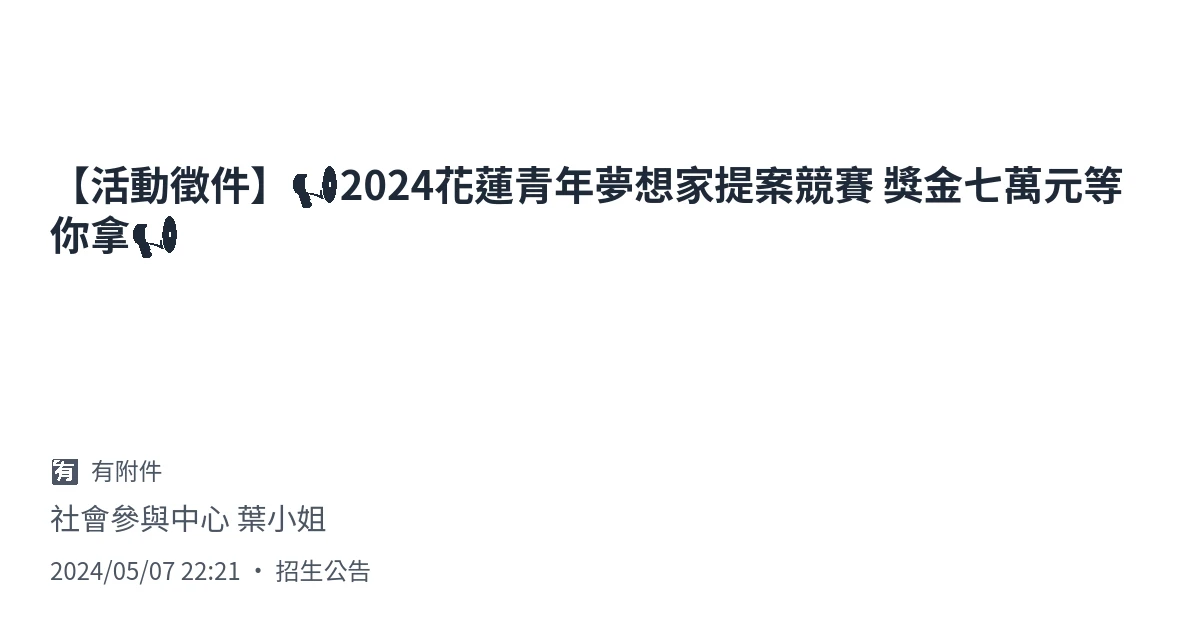 【活動徵件】📢2024花蓮青年夢想家提案競賽 獎金七萬元等
你拿📢
🈶 有附件
社會參與中心 葉小姐
2024/05/07 22:21 ・ 招生公告